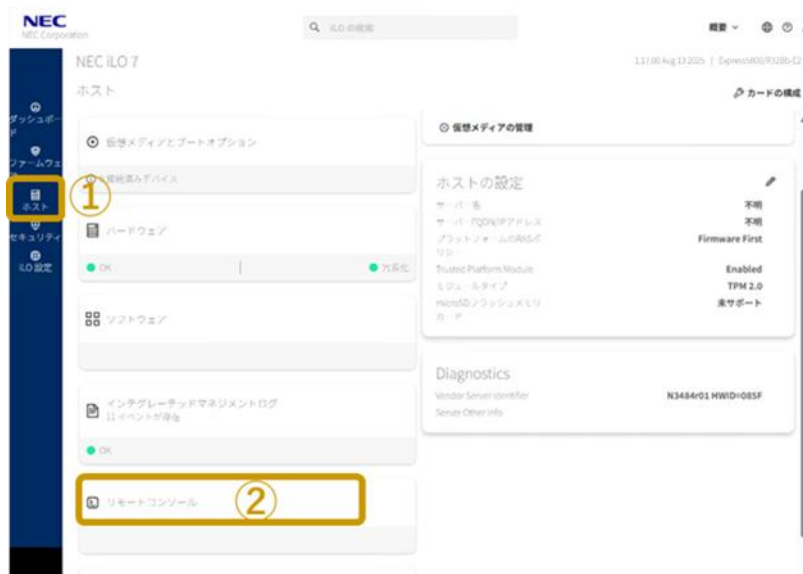 NEC
NEC Corporation
iLO の検索
概要
NEC iLO 7
1.17.00 Aug 13 2025
ホスト
カードの構成
ダッシュボー
ド
ファームウェ
ホスト
①
セキュリティ
iLO 設定
仮想メディアとブートオプション
接続済みデバイス
ハードウェア
OK
冗長化
ソフトウェア
インテグレーテッドマネジメントログ
11 イベントが存在
OK
リモートコンソール
②
仮想メディアの管理
ホストの設定
サーバー名 不明
サーバーFQDN/IPアドレス 不明
プラットフォームのRASポ Firmware First
リシー
Trusted Platform Module Enabled
モジュールタイプ TPM 2.0
microSDフラッシュメモリ 未サポート
カード
Diagnostics
Vendor Server Identifier N3484r01 HWID=085F
Server Other Info